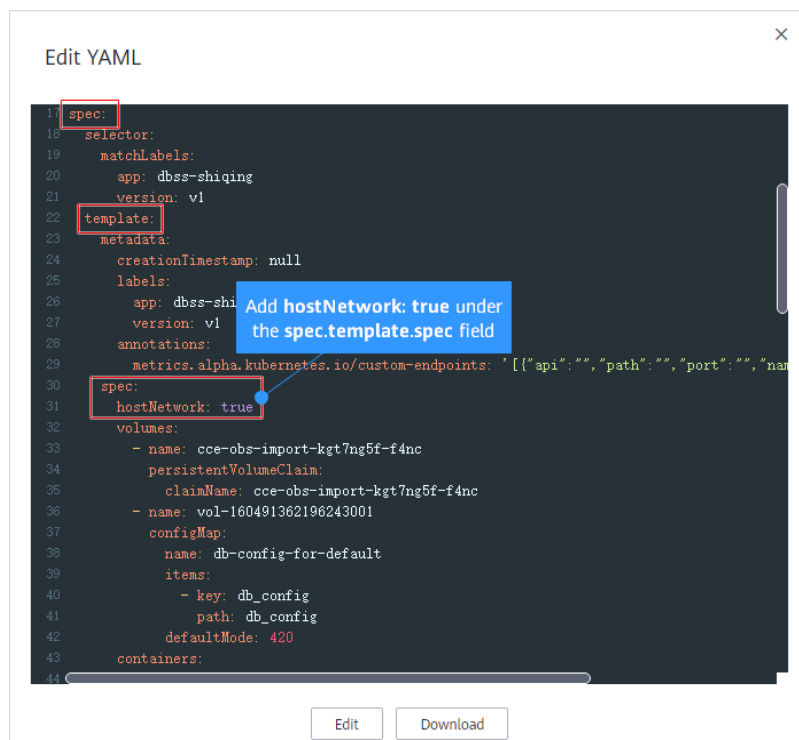 Edit YAML
17 spec:
18 selector:
19 matchLabels:
20 app: dbss-shiqing
21 version: v1
22 template:
23 metadata:
24 creationTimestamp: null
25 labels:
26 app: dbss-shi
27 version: v1
28 annotations:
29 metrics.alpha.kubernetes.io/custom-endpoints: '[{"api":"","path":"","port":"","nam
30 spec:
31 hostNetwork: true
32 volumes:
33 - name: cce-obs-import-kgt7ng5f-f4nc
34 persistentVolumeClaim:
35 claimName: cce-obs-import-kgt7ng5f-f4nc
36 - name: vol-160491362196243001
37 configMap:
38 name: db-config-for-default
39 items:
40 - key: db_config
41 path: db_config
42 defaultMode: 420
43 containers:
44
Add hostNetwork: true under
the spec.template.spec field
Edit
Download